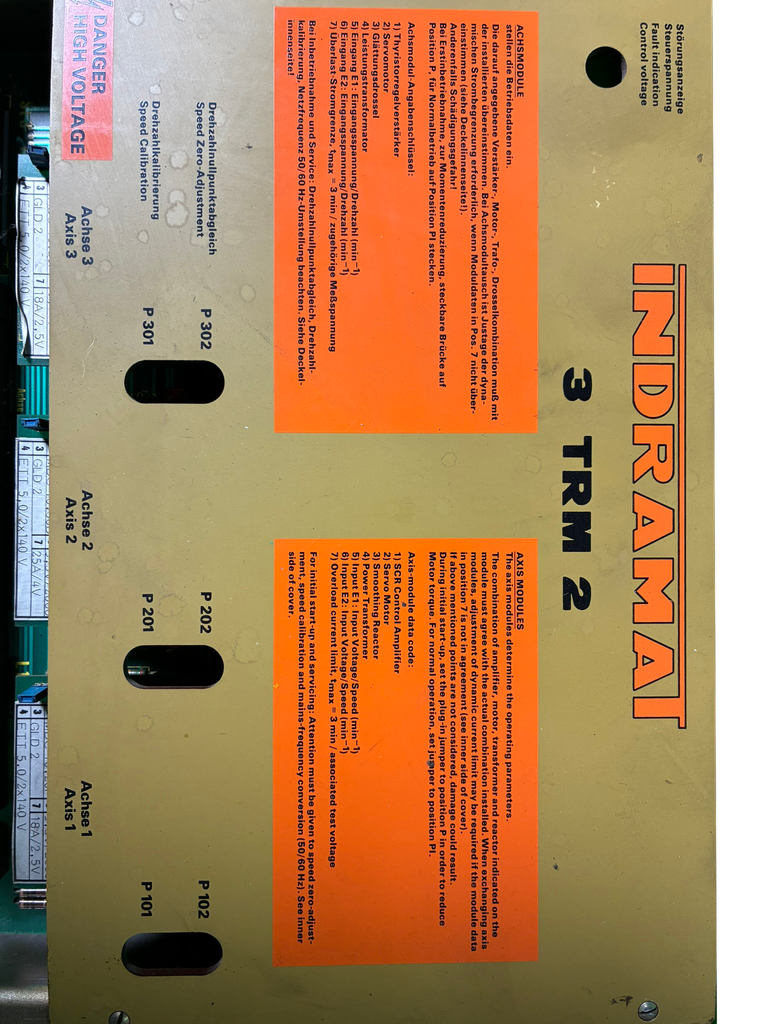 Störungsanzeige
Steuerspannung
Fault indication
Control voltage
INDRAMAT
3 TRM 2
ACHSMODULE
stellen die Betriebsdaten ein.
Die darauf angegebene Verstärker-, Motor-, Trafo-, Drosselkombination muß mit
der installierten übereinstimmen. Bei Achsmodultausch ist Justage der dyna-
mischen Strombegrenzung erforderlich, wenn Moduldaten in Pos. 7 nicht über-
einstimmen (siehe Deckelinnenseite!).
Anderenfalls Schädigungsgefahr!
Bei Erstinbetriebnahme, zur Momentenreduzierung, steckbare Brücke auf
Position P, für Normalbetrieb auf Position PI stecken.
Achsmodul-Angabenschlüssel:
1) Thyristorregelverstärker
2) Servomotor
3) Glättungsdrossel
4) Leistungstransformator
5) Eingang E1: Eingangsspannung/Drehzahl (min⁻¹)
6) Eingang E2: Eingangsspannung/Drehzahl (min⁻¹)
7) Überlast-Stromgrenze, tmax = 3 min / zugehörige Meßspannung
Bei Inbetriebnahme und Service: Drehzahlnullpunktabgleich, Drehzahl-
kalibrierung, Netzfrequenz 50/60 Hz-Umstellung beachten. Siehe Deckel-
innenseite!
AXIS MODULES
The axis modules determine the operating parameters.
The combination of amplifier, motor, transformer and reactor indicated on the
module must agree with the actual combination installed. When exchanging axis
modules, adjustment of dynamic current limit may be required if the module data
in position 7 is not in agreement (see inner side of cover).
If above mentioned points are not considered, damage could result.
During initial start-up, set the plug-in jumper to position P in order to reduce
Motor torque. For normal operation, set jumper to position PI.
Axis-module data code:
1) SCR Control Amplifier
2) Servo Motor
3) Smoothing Reactor
4) Power Transformer
5) Input E1: Input Voltage/Speed (min⁻¹)
6) Input E2: Input Voltage/Speed (min⁻¹)
7) Overload current limit, tmax = 3 min / associated test voltage
For initial start-up and servicing: Attention must be given to speed zero-adjust-
ment, speed calibration and mains-frequency conversion (50/60 Hz). See inner
side of cover.
Drehzahlnullpunktabgleich
Speed Zero-Adjustment
P 302
P 202
P 102
Drehzahlkalibrierung
Speed Calibration
P 301
P 201
P 101
DANGER
HIGH VOLTAGE
Achse 3
Axis 3
Achse 2
Axis 2
Achse 1
Axis 1
3 GLD 2 7 18A/2,5V
4 ETT 5,0/2x140 V
3 GLD 2 7 25A/4V
4 ETT 5,0/2x140 V
3 GLD 2 7 18A/2,5V
4 ETT 5,0/2x140 V